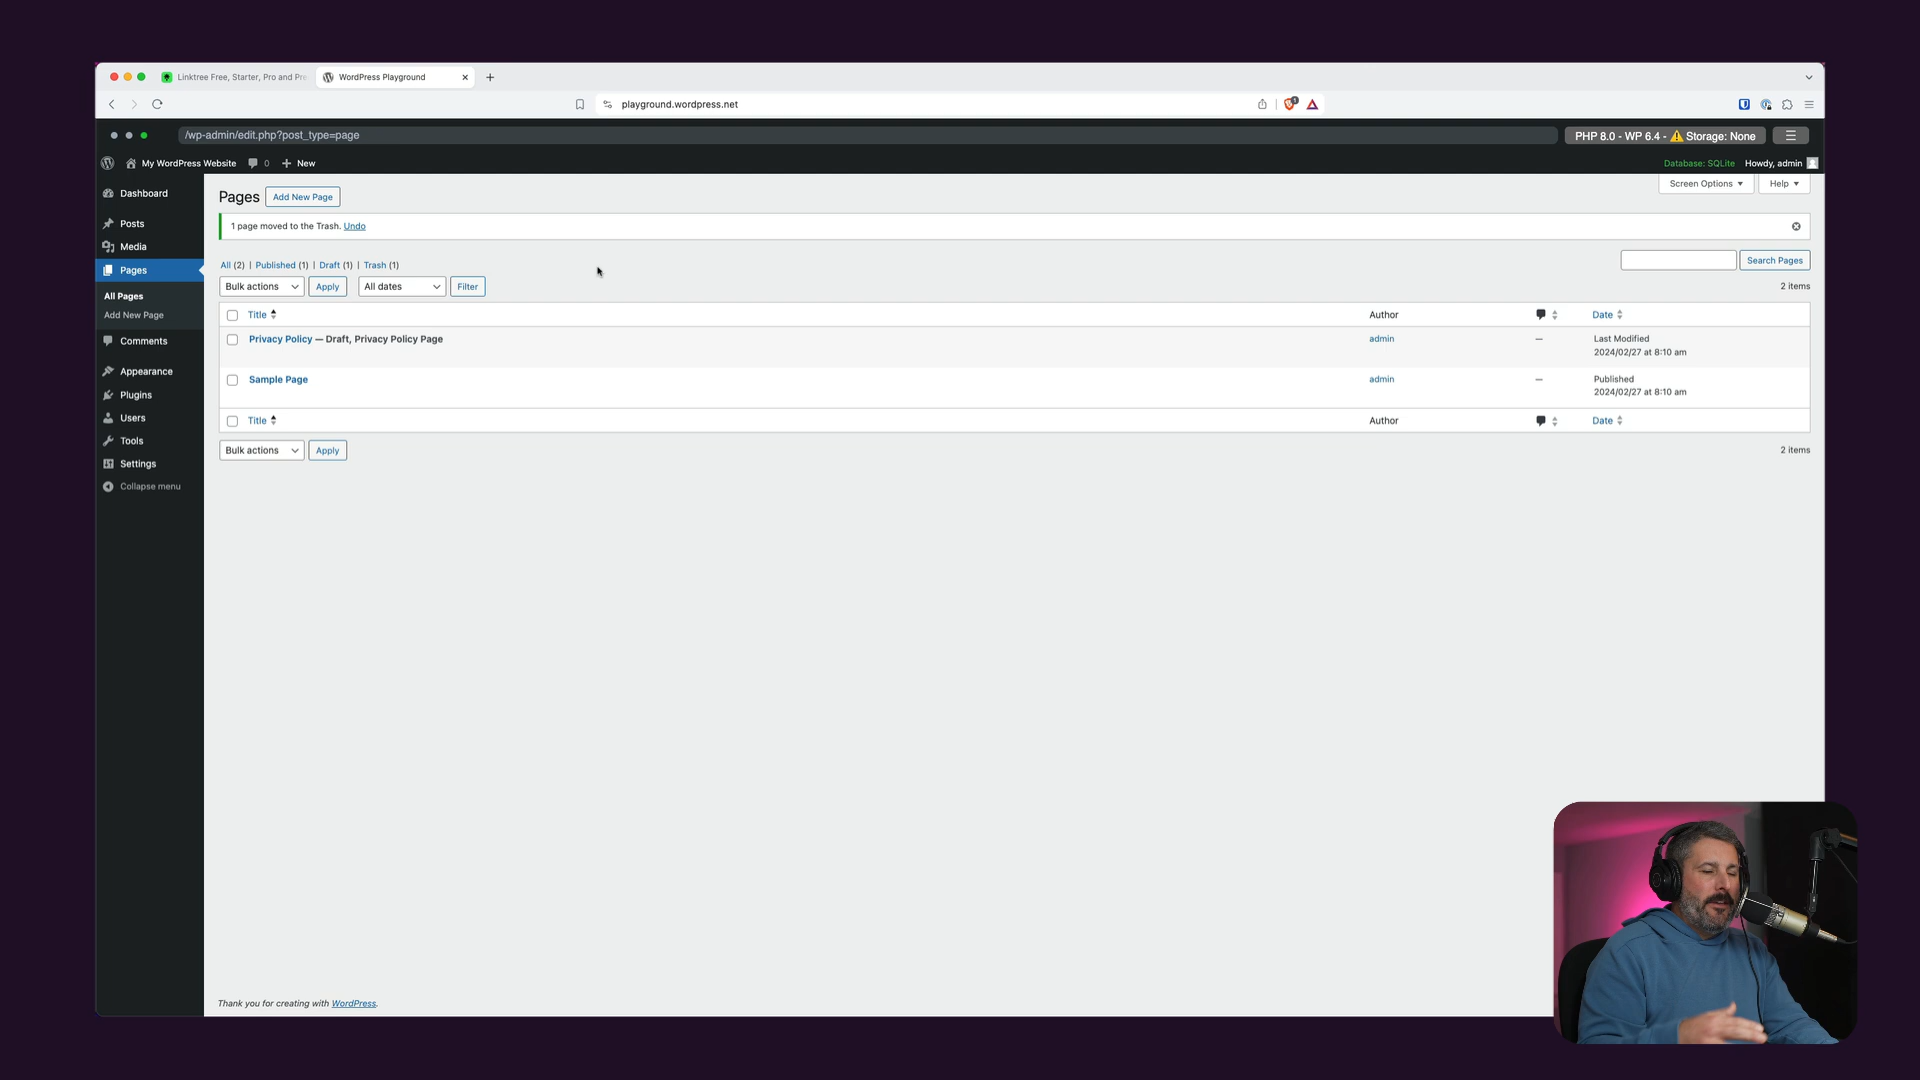 Linktree Free, Starter, Pro and Pre
WordPress Playground
playground.wordpress.net
/wp-admin/edit.php?post_type=page
PHP 8.0 - WP 6.4 - ⚠️ Storage: None
My WordPress Website
0
New
Database: SQLite
Howdy, admin
Dashboard
Posts
Media
Pages
All Pages
Add New Page
Comments
Appearance
Plugins
Users
Tools
Settings
Collapse menu
Pages
Add New Page
Screen Options
Help
1 page moved to the Trash. Undo
All (2) | Published (1) | Draft (1) | Trash (1)
Search Pages
Bulk actions
Apply
All dates
Filter
2 items
Title
Author
Date
Privacy Policy — Draft, Privacy Policy Page
admin
—
Last Modified
2024/02/27 at 8:10 am
Sample Page
admin
—
Published
2024/02/27 at 8:10 am
Title
Author
Date
Bulk actions
Apply
2 items
Thank you for creating with WordPress.